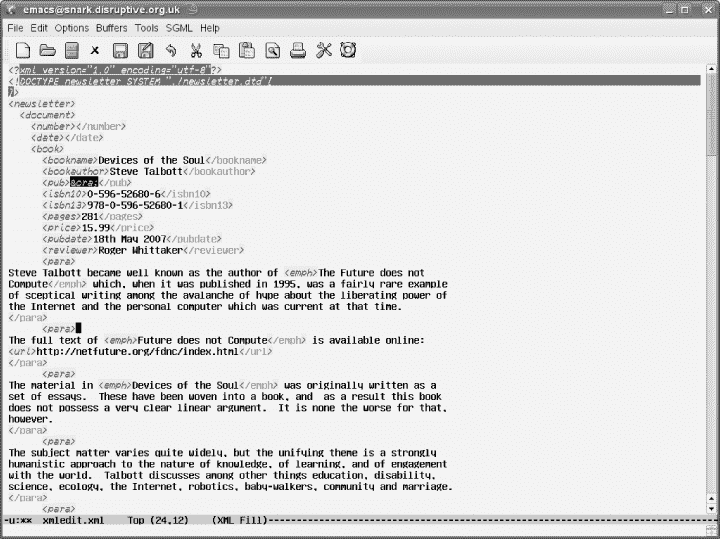 emacs@snark.disruptive.org.uk
File Edit Options Buffers Tools SGML Help
<?xml version="1.0" encoding="utf-8"?>
<!DOCTYPE newsletter SYSTEM "./newsletter.dtd"[
]>
<newsletter>
<document>
<number></number>
<date></date>
<book>
<bookname>Devices of the Soul</bookname>
<bookauthor>Steve Talbott</bookauthor>
<pub>&ora;</pub>
<isbn10>0-596-52680-6</isbn10>
<isbn13>978-0-596-52680-1</isbn13>
<pages>281</pages>
<price>15.99</price>
<pubdate>18th May 2007</pubdate>
<reviewer>Roger Whittaker</reviewer>
<para>
Steve Talbott became well known as the author of <emph>The Future does not
Compute</emph> which, when it was published in 1995, was a fairly rare example
of sceptical writing among the avalanche of hype about the liberating power of
the Internet and the personal computer which was current at that time.
</para>
<para>
The full text of <emph>Future does not Compute</emph> is available online:
<url>http://netfuture.org/fdnc/index.html</url>
</para>
<para>
The material in <emph>Devices of the Soul</emph> was originally written as a
set of essays.  These have been woven into a book, and  as a result this book
does not possess a very clear linear argument.  It is none the worse for that,
however.
</para>
<para>
The subject matter varies quite widely, but the unifying theme is a strongly
humanistic approach to the nature of knowledge, of learning, and of engagement
with the world.  Talbott discusses among other things education, disability,
science, ecology, the Internet, robotics, baby-walkers, community and marriage.
</para>
<para>
-u:** xmledit.xml Top (24,12) (XML Fill)